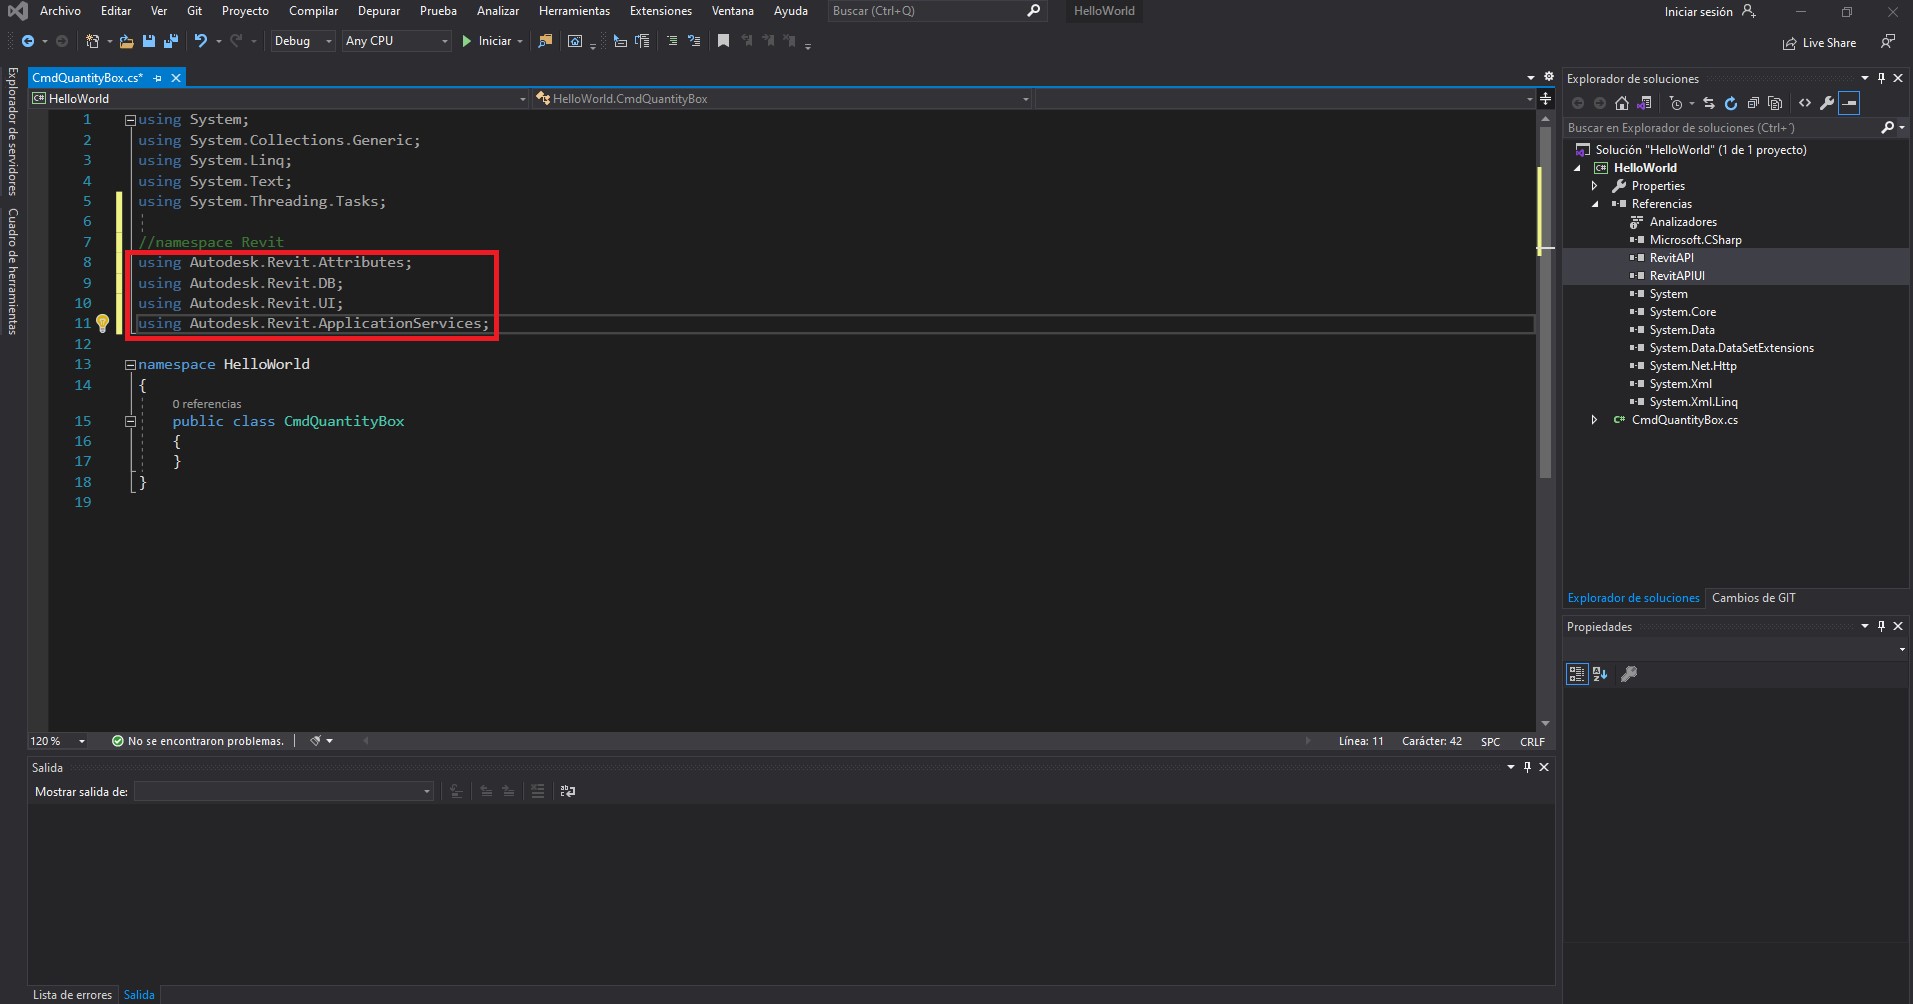 Archivo Editar Ver Git Proyecto Compilar Depurar Prueba Analizar Herramientas Extensiones Ventana Ayuda Buscar (Ctrl+Q) HelloWorld Iniciar sesión
Debug Any CPU Iniciar Live Share
Explorador de servidores
Cuadro de herramientas
CmdQuantityBox.cs*
C# HelloWorld HelloWorld.CmdQuantityBox
1 using System;
2 using System.Collections.Generic;
3 using System.Linq;
4 using System.Text;
5 using System.Threading.Tasks;
6
7 //namespace Revit
8 using Autodesk.Revit.Attributes;
9 using Autodesk.Revit.DB;
10 using Autodesk.Revit.UI;
11 using Autodesk.Revit.ApplicationServices;
12
13 namespace HelloWorld
14 {
0 referencias
15 public class CmdQuantityBox
16 {
17 }
18 }
19
120 % No se encontraron problemas. Línea: 11 Carácter: 42 SPC CRLF
Salida
Mostrar salida de:
Lista de errores Salida
Explorador de soluciones
Buscar en Explorador de soluciones (Ctrl+´)
Solución "HelloWorld" (1 de 1 proyecto)
C# HelloWorld
Properties
Referencias
Analizadores
Microsoft.CSharp
RevitAPI
RevitAPIUI
System
System.Core
System.Data
System.Data.DataSetExtensions
System.Net.Http
System.Xml
System.Xml.Linq
C# CmdQuantityBox.cs
Explorador de soluciones Cambios de GIT
Propiedades